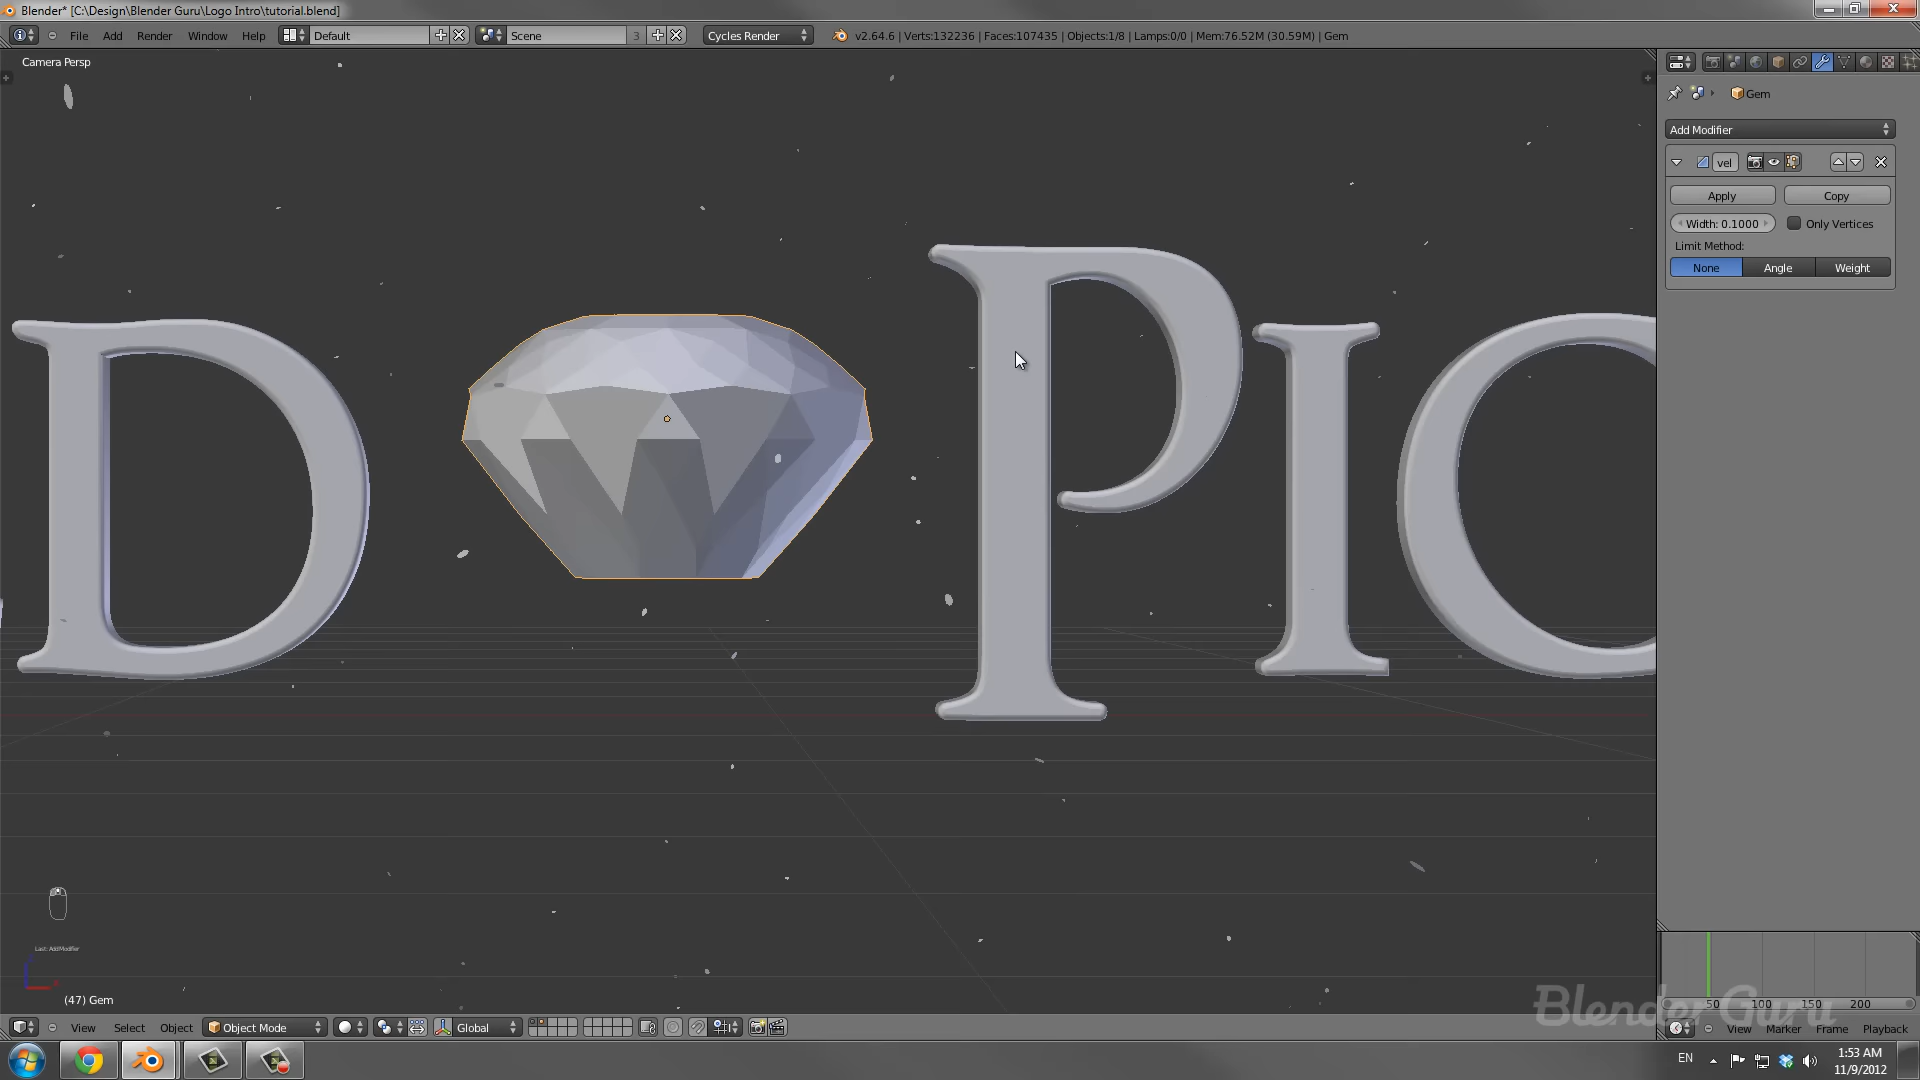 Blender* [C:\Design\Blender Guru\Logo Intro\tutorial.blend]
File Add Render Window Help Default Scene 3 Cycles Render v2.64.6 | Verts:132236 | Faces:107435 | Objects:1/8 | Lamps:0/0 | Mem:76.52M (30.59M) | Gem
Camera Persp
Gem
Add Modifier
vel
Apply Copy
Width: 0.1000 Only Vertices
Limit Method:
None Angle Weight
D PIC
Last: AddModifier
(47) Gem
50 100 150 200
BlenderGuru
View Select Object Object Mode Global
View Marker Frame Playback
EN 1:53 AM
11/9/2012